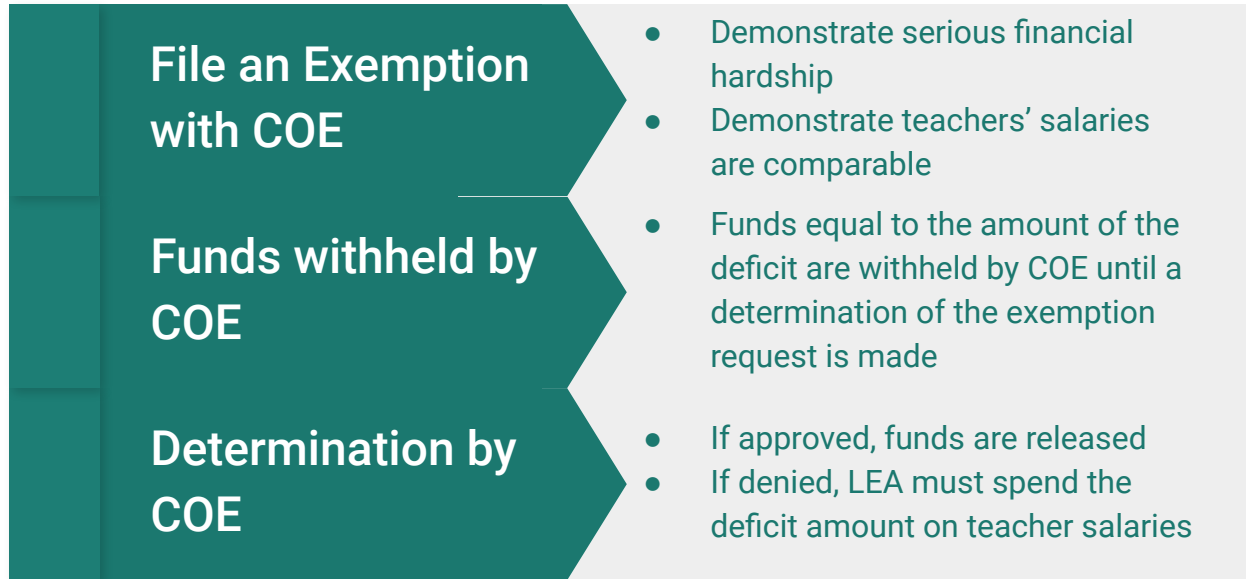 File an Exemption
with COE
● Demonstrate serious financial
hardship
● Demonstrate teachers’ salaries
are comparable
Funds withheld by
COE
● Funds equal to the amount of the
deficit are withheld by COE until a
determination of the exemption
request is made
Determination by
COE
● If approved, funds are released
● If denied, LEA must spend the
deficit amount on teacher salaries